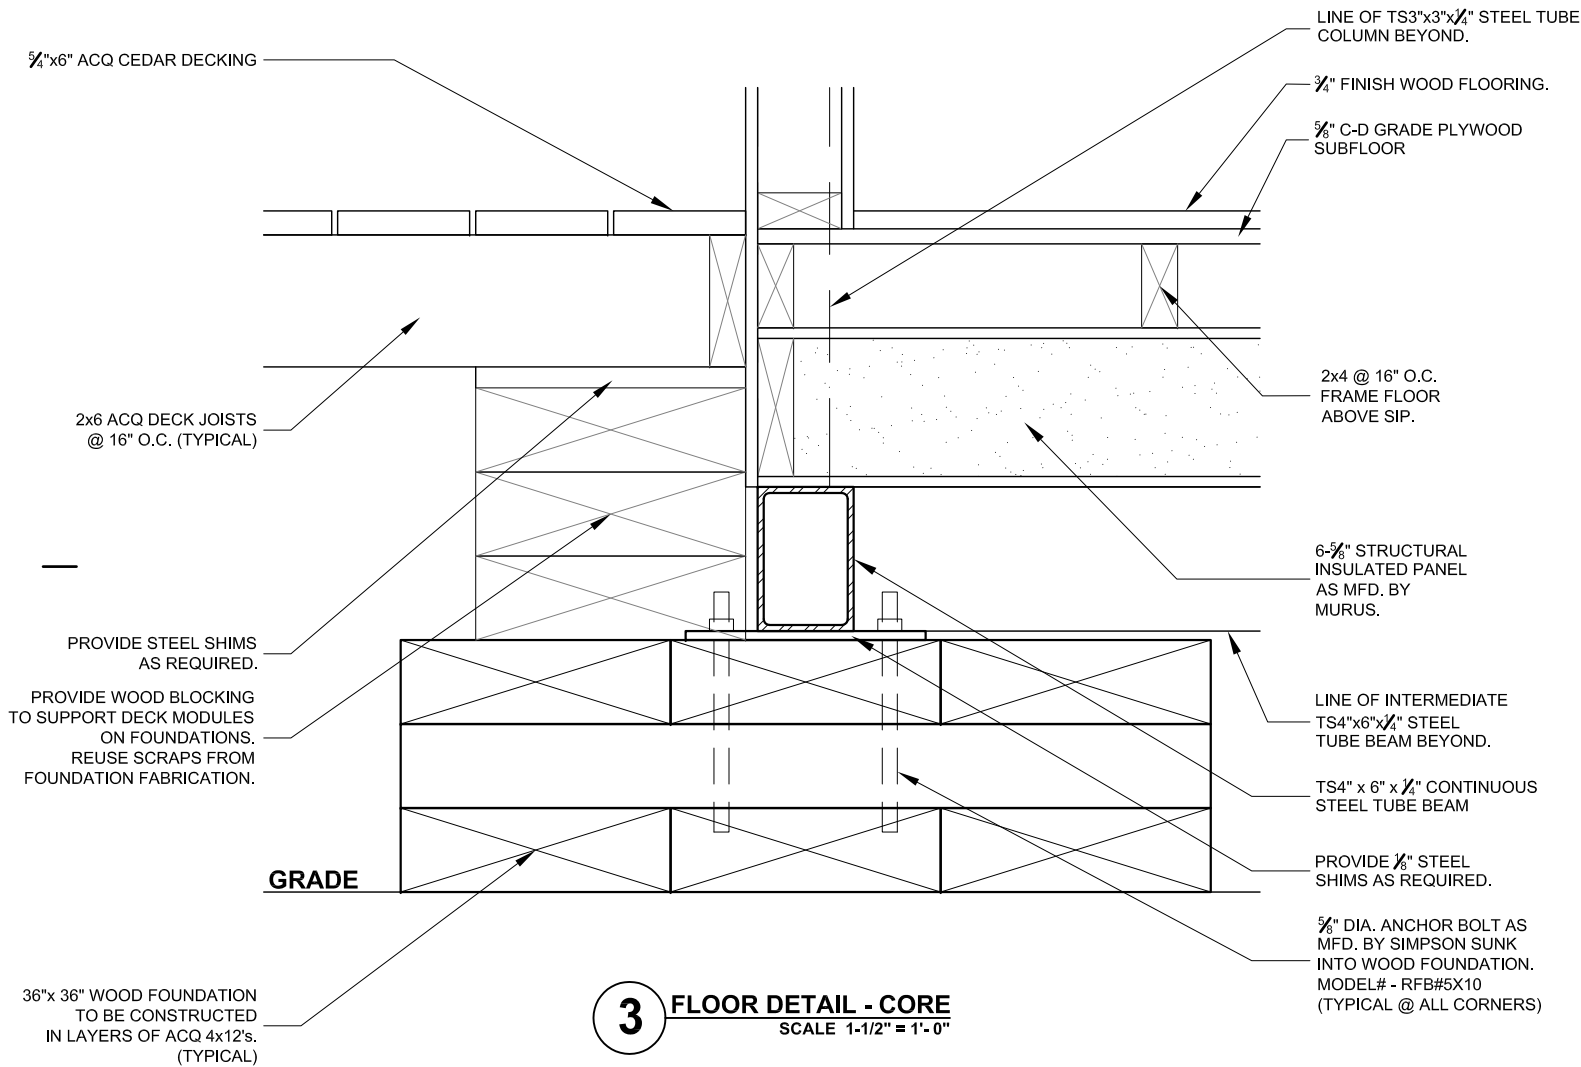 ⁵⁄₄"x6" ACQ CEDAR DECKING
2x6 ACQ DECK JOISTS
@ 16" O.C. (TYPICAL)
PROVIDE STEEL SHIMS
AS REQUIRED.
PROVIDE WOOD BLOCKING
TO SUPPORT DECK MODULES
ON FOUNDATIONS.
REUSE SCRAPS FROM
FOUNDATION FABRICATION.
GRADE
36"x 36" WOOD FOUNDATION
TO BE CONSTRUCTED
IN LAYERS OF ACQ 4x12's.
(TYPICAL)
LINE OF TS3"x3"x¼" STEEL TUBE
COLUMN BEYOND.
¾" FINISH WOOD FLOORING.
⅝" C-D GRADE PLYWOOD
SUBFLOOR
2x4 @ 16" O.C.
FRAME FLOOR
ABOVE SIP.
6-⅝" STRUCTURAL
INSULATED PANEL
AS MFD. BY
MURUS.
LINE OF INTERMEDIATE
TS4"x6"x¼" STEEL
TUBE BEAM BEYOND.
TS4" x 6" x ¼" CONTINUOUS
STEEL TUBE BEAM
PROVIDE ⅛" STEEL
SHIMS AS REQUIRED.
⅝" DIA. ANCHOR BOLT AS
MFD. BY SIMPSON SUNK
INTO WOOD FOUNDATION.
MODEL# - RFB#5X10
(TYPICAL @ ALL CORNERS)
3
FLOOR DETAIL - CORE
SCALE 1-1/2" = 1'- 0"